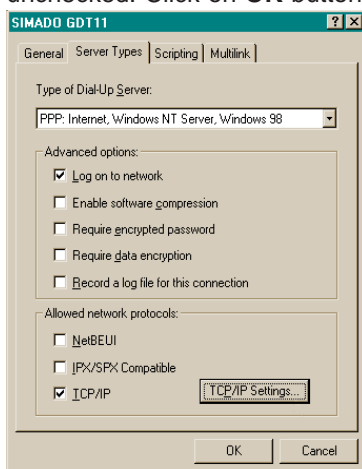 SIMADO GDT11
General Server Types Scripting Multilink
Type of Dial-Up Server:
PPP: Internet, Windows NT Server, Windows 98
Advanced options:
Log on to network
Enable software compression
Require encrypted password
Require data encryption
Record a log file for this connection
Allowed network protocols:
NetBEUI
IPX/SPX Compatible
TCP/IP TCP/IP Settings...
OK Cancel